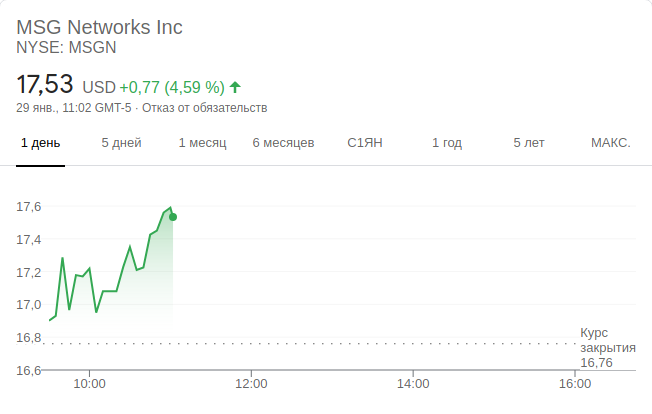 MSG Networks Inc
NYSE: MSGN
17,53 USD +0,77 (4,59 %)
29 янв., 11:02 GMT-5 · Отказ от обязательств
1 день 5 дней 1 месяц 6 месяцев С1ЯН 1 год 5 лет МАКС.
17,6
17,4
17,2
17,0
16,8
16,6
Курс
закрытия
16,76
10:00 12:00 14:00 16:00